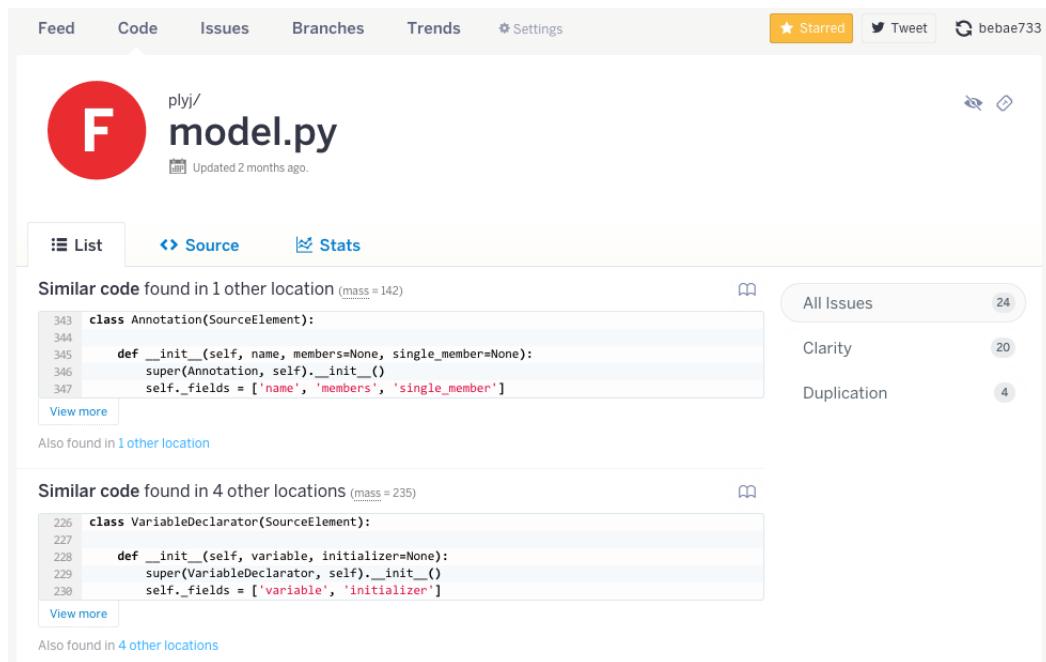 Feed Code Issues Branches Trends Settings Starred Tweet bebae733
F
plyj/
model.py
Updated 2 months ago.
List Source Stats
Similar code found in 1 other location (mass = 142)
343 class Annotation(SourceElement):
344
345 def __init__(self, name, members=None, single_member=None):
346 super(Annotation, self).__init__()
347 self._fields = ['name', 'members', 'single_member']
View more
Also found in 1 other location
Similar code found in 4 other locations (mass = 235)
226 class VariableDeclarator(SourceElement):
227
228 def __init__(self, variable, initializer=None):
229 super(VariableDeclarator, self).__init__()
230 self._fields = ['variable', 'initializer']
View more
Also found in 4 other locations
All Issues 24
Clarity 20
Duplication 4